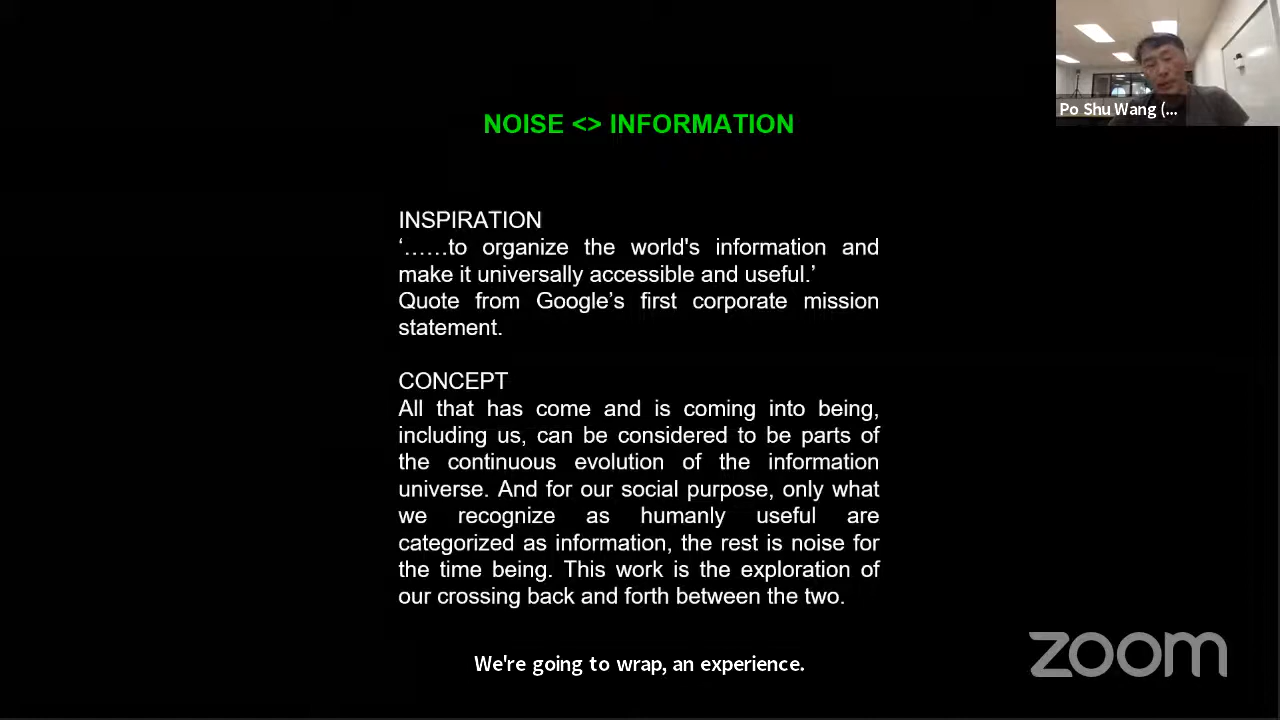 Po Shu Wang (...
NOISE <> INFORMATION
INSPIRATION
‘......to organize the world's information and
make it universally accessible and useful.’
Quote from Google’s first corporate mission
statement.
CONCEPT
All that has come and is coming into being,
including us, can be considered to be parts of
the continuous evolution of the information
universe. And for our social purpose, only what
we recognize as humanly useful are
categorized as information, the rest is noise for
the time being. This work is the exploration of
our crossing back and forth between the two.
We're going to wrap, an experience.
zoom